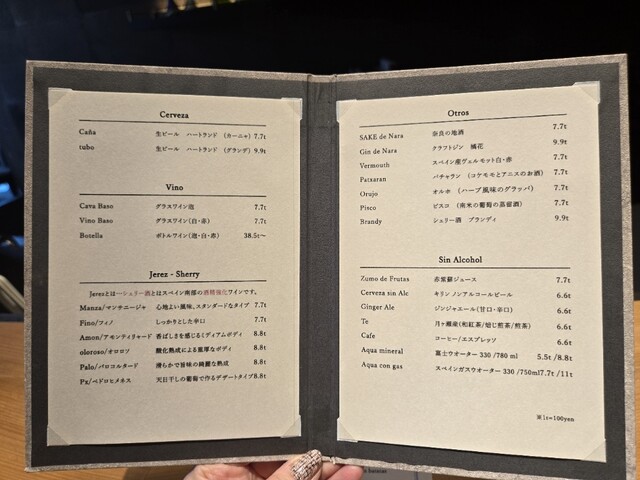 Cerveza
Caña 生ビール ハートランド (カーニャ) 7.7t
tubo 生ビール ハートランド (グランデ) 9.9t
Vino
Cava Baso グラスワイン泡 7.7t
Vino Baso グラスワイン(白・赤) 7.7t
Botella ボトルワイン(泡・白・赤) 38.5t~
Jerez - Sherry
Jerezとは…シェリー酒とはスペイン南部の酒精強化ワインです。
Manza/マンサニージャ 心地よい風味、スタンダードなタイプ 7.7t
Fino/フィノ しっかりとした辛口 7.7t
Amon/アモンティリャード 香ばしさを感じるミディアムボディ 8.8t
oloroso/オロロソ 酸化熟成による重厚なボディ 8.8t
Palo/パロコルタード 滑らかで旨味の綺麗な熟成 8.8t
Px/ペドロヒメネス 天日干しの葡萄で作るデザートタイプ 8.8t
Otros
SAKE de Nara 奈良の地酒 7.7t
Gin de Nara クラフトジン 橘花 9.9t
Vermouth スペイン産ヴェルモット白・赤 7.7t
Patxaran パチャラン (コケモモとアニスのお酒) 7.7t
Orujo オルホ (ハーブ風味のグラッパ) 7.7t
Pisco ピスコ (南米の葡萄の蒸留酒) 7.7t
Brandy シェリー酒 ブランディ 9.9t
Sin Alcohol
Zumo de Frutas 赤紫蘇ジュース 7.7t
Cerveza sin Alc キリン ノンアルコールビール 6.6t
Ginger Ale ジンジャエール(甘口・辛口) 6.6t
Te 月ヶ瀬産(和紅茶/焙じ煎茶/煎茶) 6.6t
Cafe コーヒー/エスプレッソ 6.6t
Aqua mineral 富士ウオーター 330 /780 ml 5.5t / 8.8t
Aqua con gas スペインガスウオーター 330 /750ml 7.7t /11t
※1t=100yen